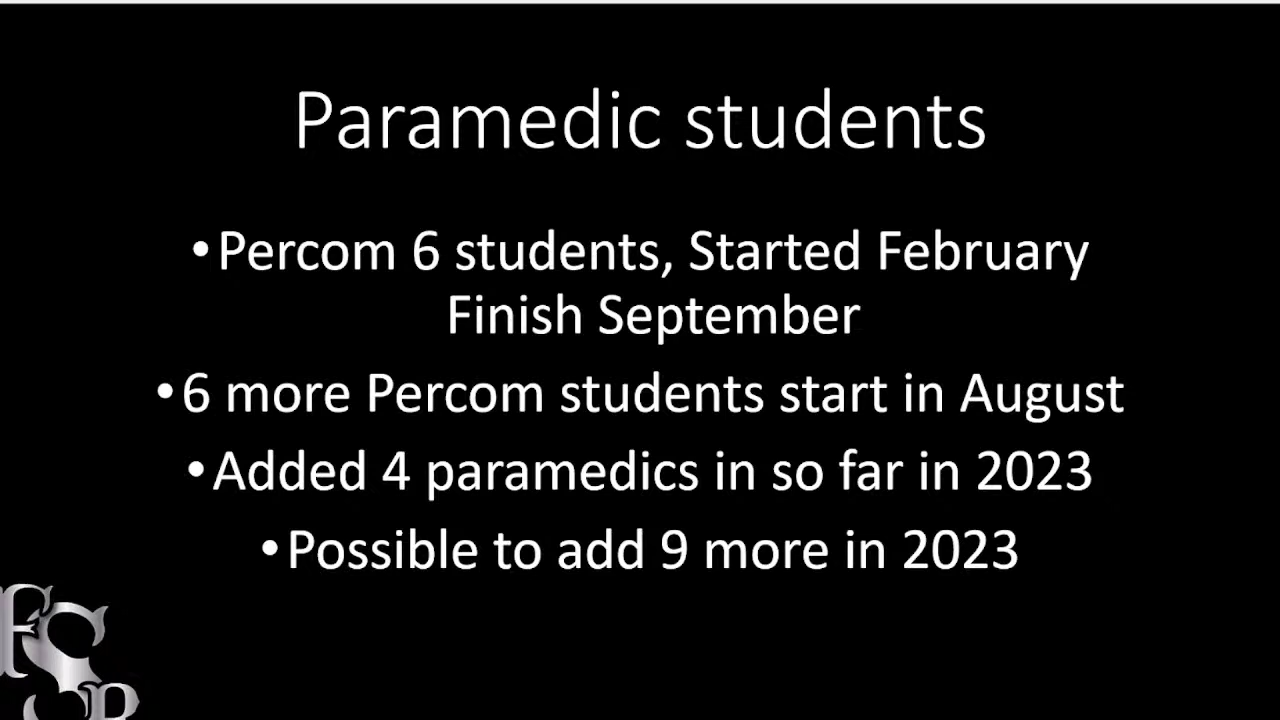 Paramedic students
•Percom 6 students, Started February
Finish September
•6 more Percom students start in August
•Added 4 paramedics in so far in 2023
•Possible to add 9 more in 2023
FSP